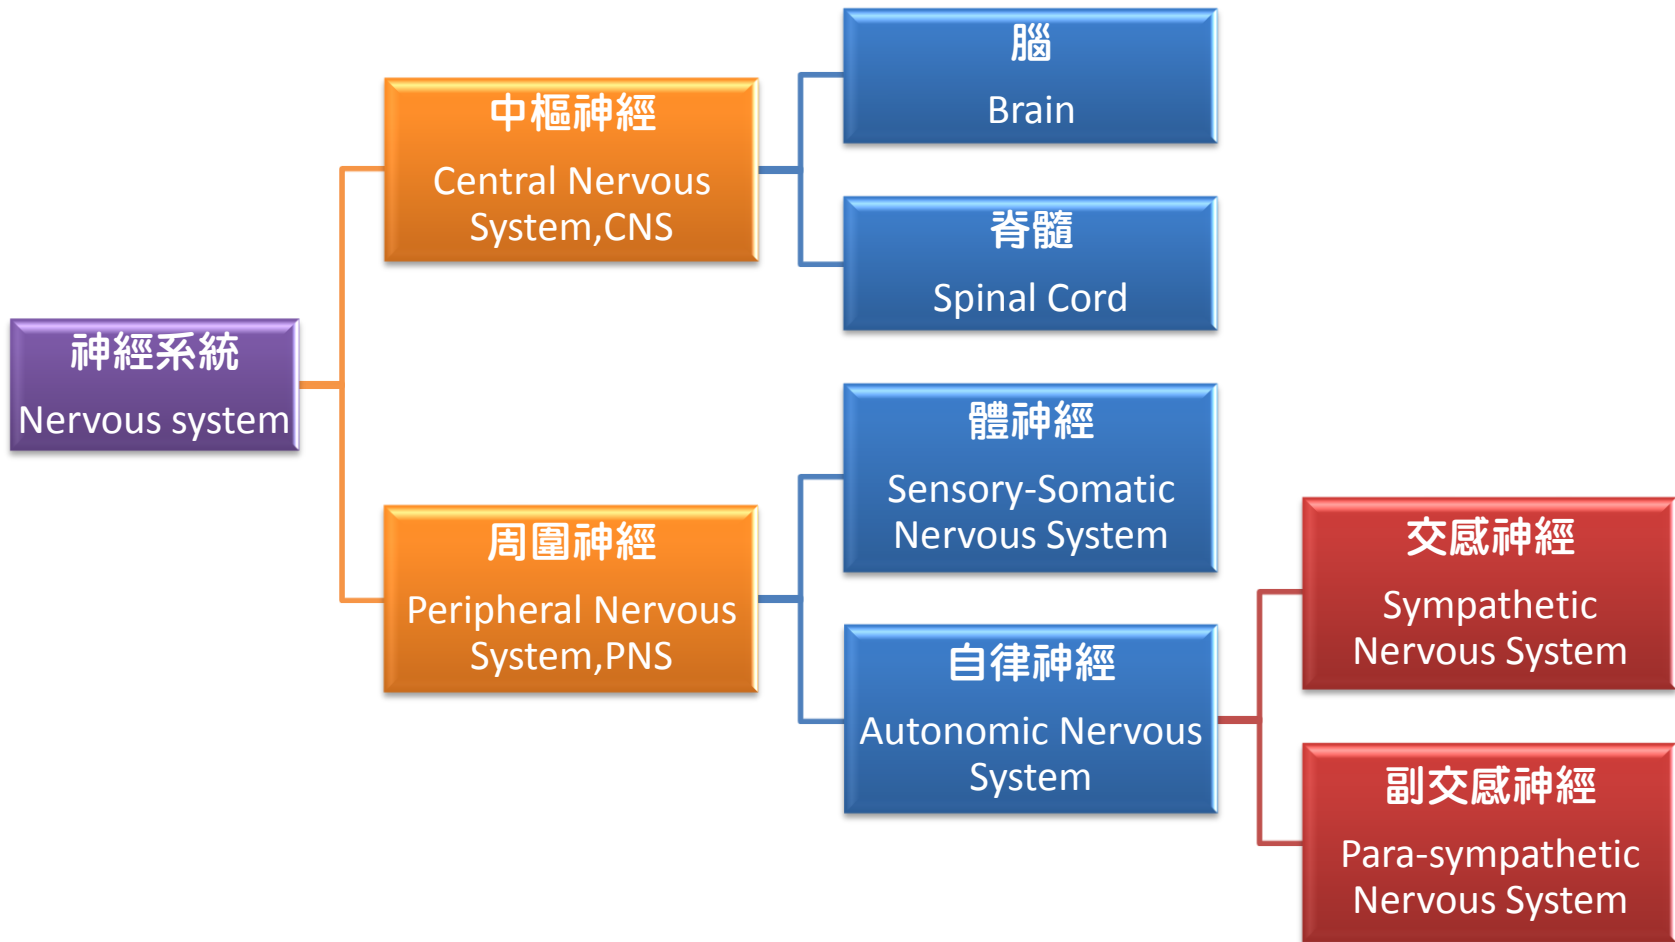 神經系統
Nervous system
中樞神經
Central Nervous
System,CNS
腦
Brain
脊髓
Spinal Cord
周圍神經
Peripheral Nervous
System,PNS
體神經
Sensory-Somatic
Nervous System
自律神經
Autonomic Nervous
System
交感神經
Sympathetic
Nervous System
副交感神經
Para-sympathetic
Nervous System